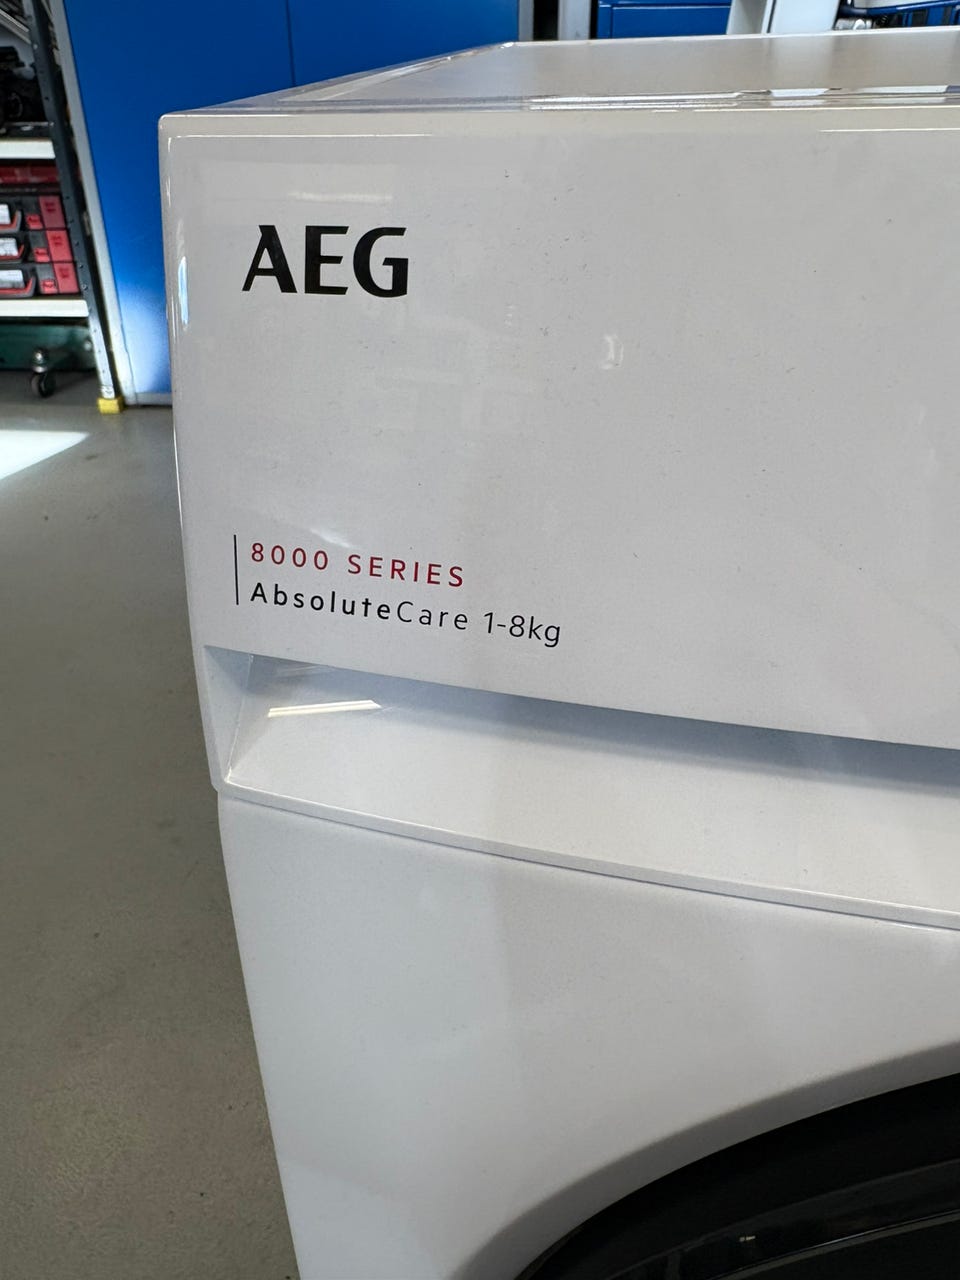 AEG
8000 SERIES
AbsoluteCare 1-8kg